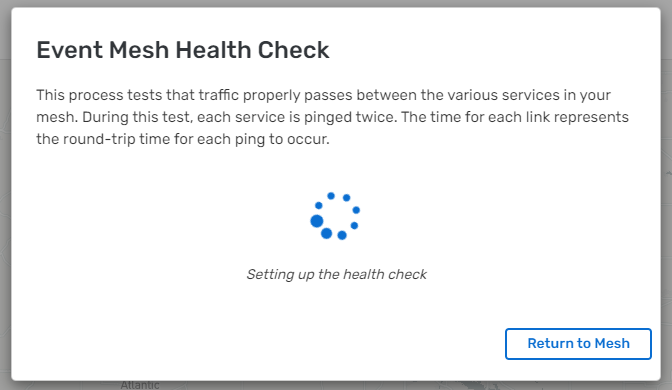 Event Mesh Health Check
This process tests that traffic properly passes between the various services in your
mesh. During this test, each service is pinged twice. The time for each link represents
the round-trip time for each ping to occur.
Setting up the health check
Return to Mesh
Atlantic